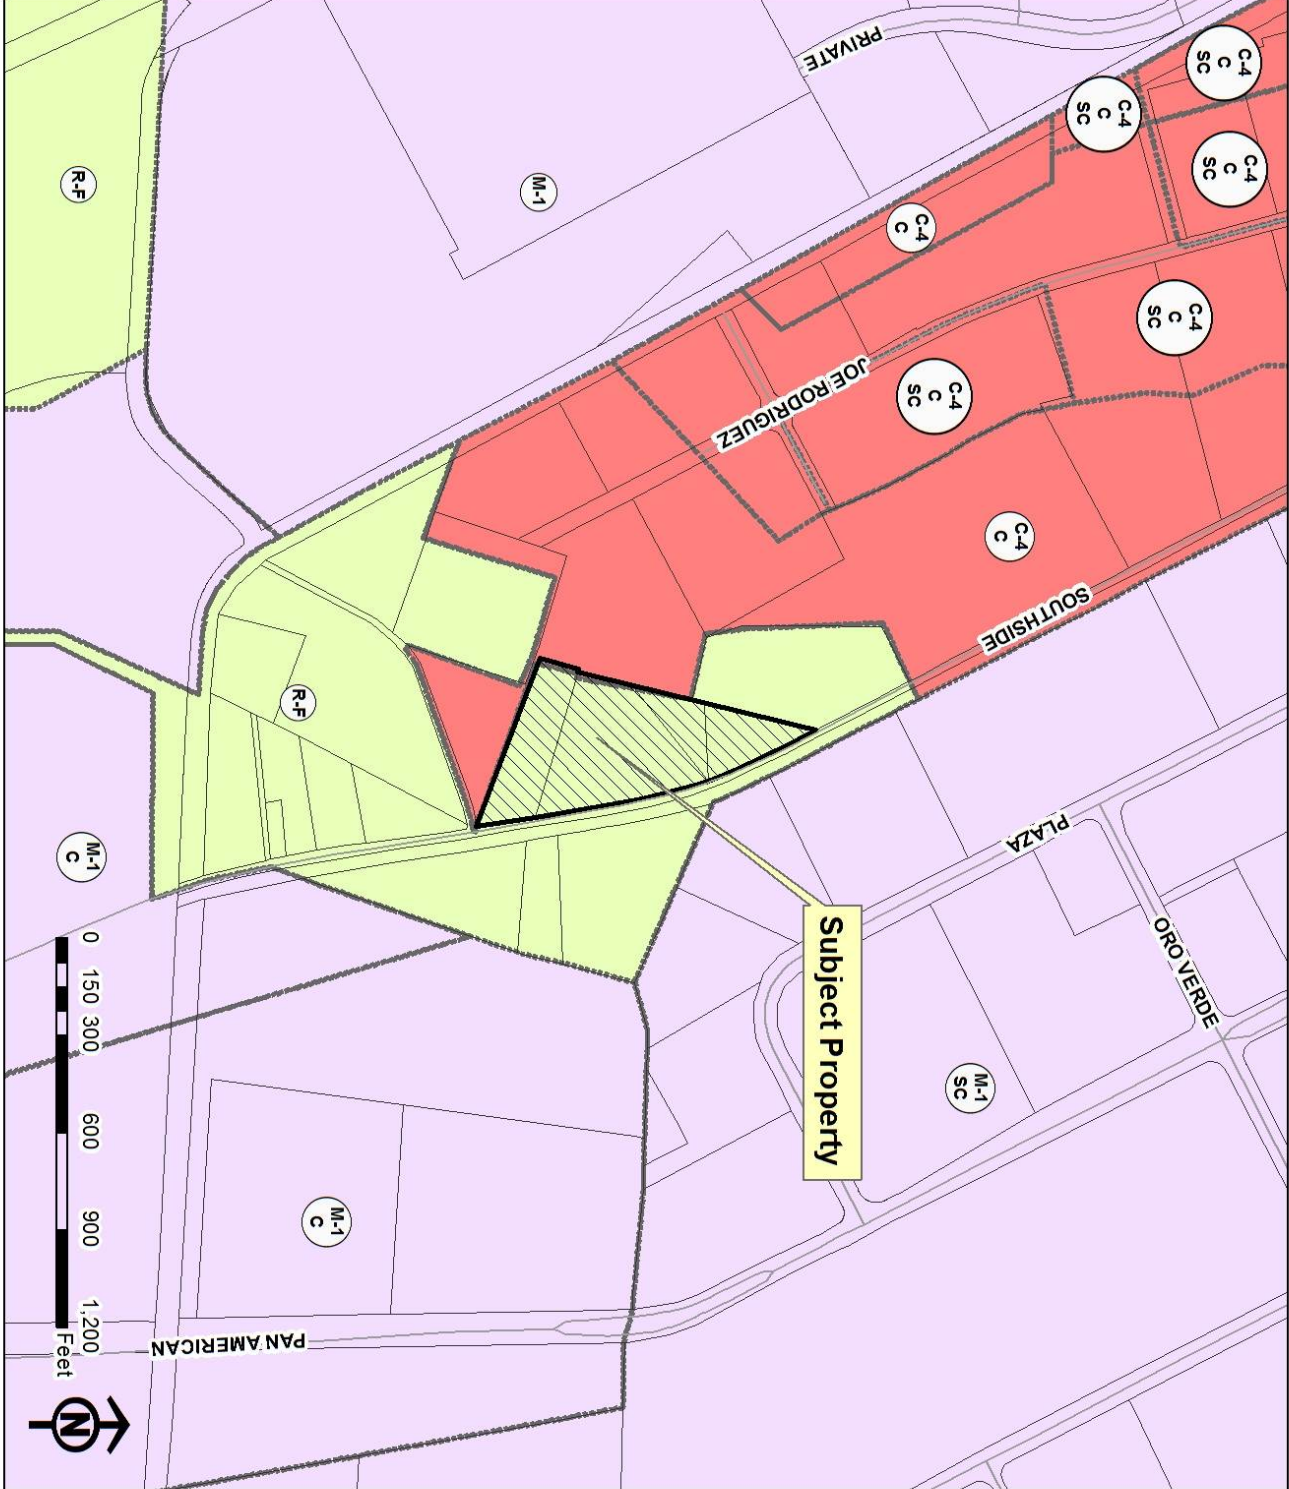 PRIVATE
C-4
C
SC
C-4
C
SC
C-4
C
SC
R-F
M-1
C-4
C
C-4
C
SC
JOE RODRIGUEZ
C-4
C
SC
C-4
C
SOUTHSIDE
R-F
PLAZA
M-1
C
ORO VERDE
Subject Property
M-1
SC
M-1
C
PAN AMERICAN
0 150 300 600 900 1,200
Feet
N